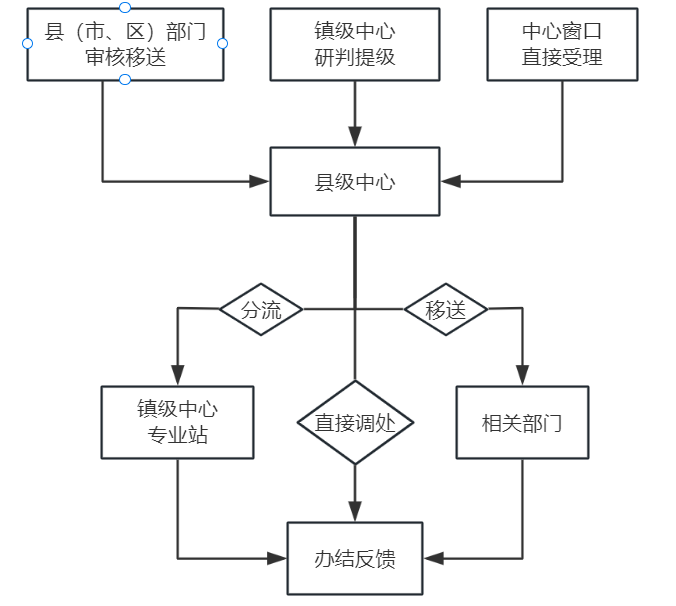 县（市、区）部门
审核移送
镇级中心
研判提级
中心窗口
直接受理
县级中心
分流
移送
镇级中心
专业站
直接调处
相关部门
办结反馈